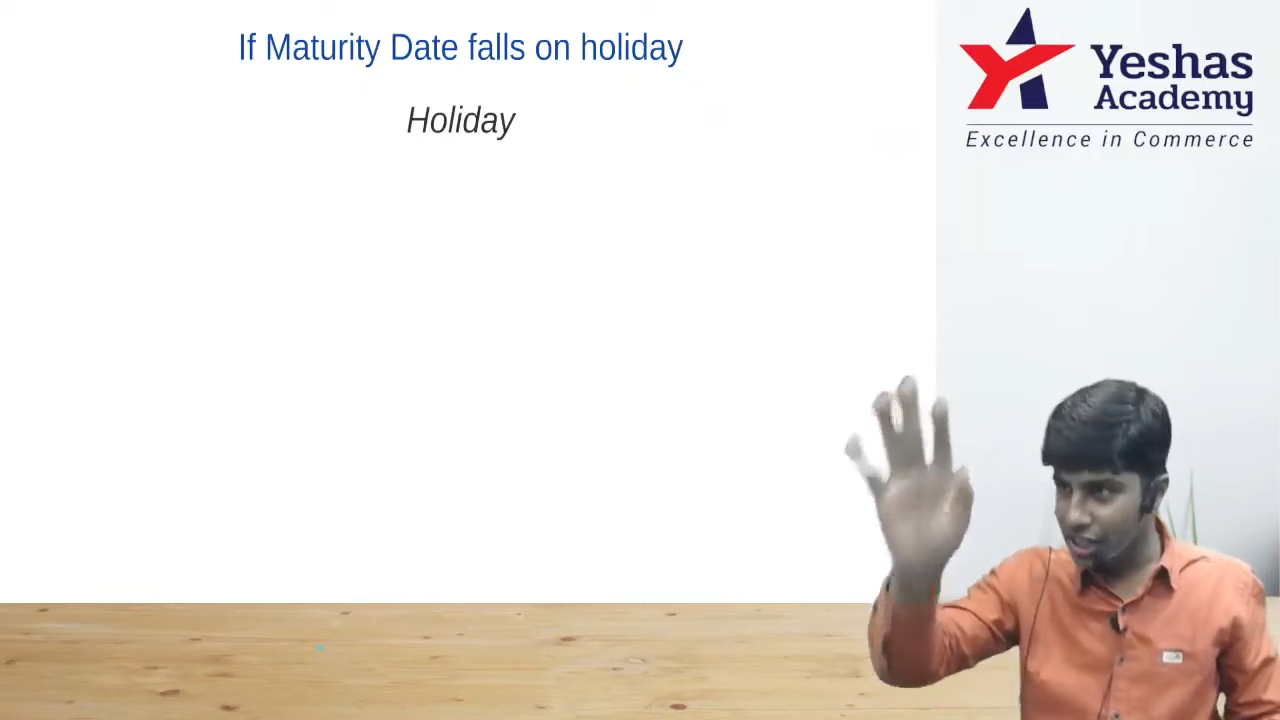 If Maturity Date falls on holiday
Holiday
Yeshas
Academy
Excellence in Commerce